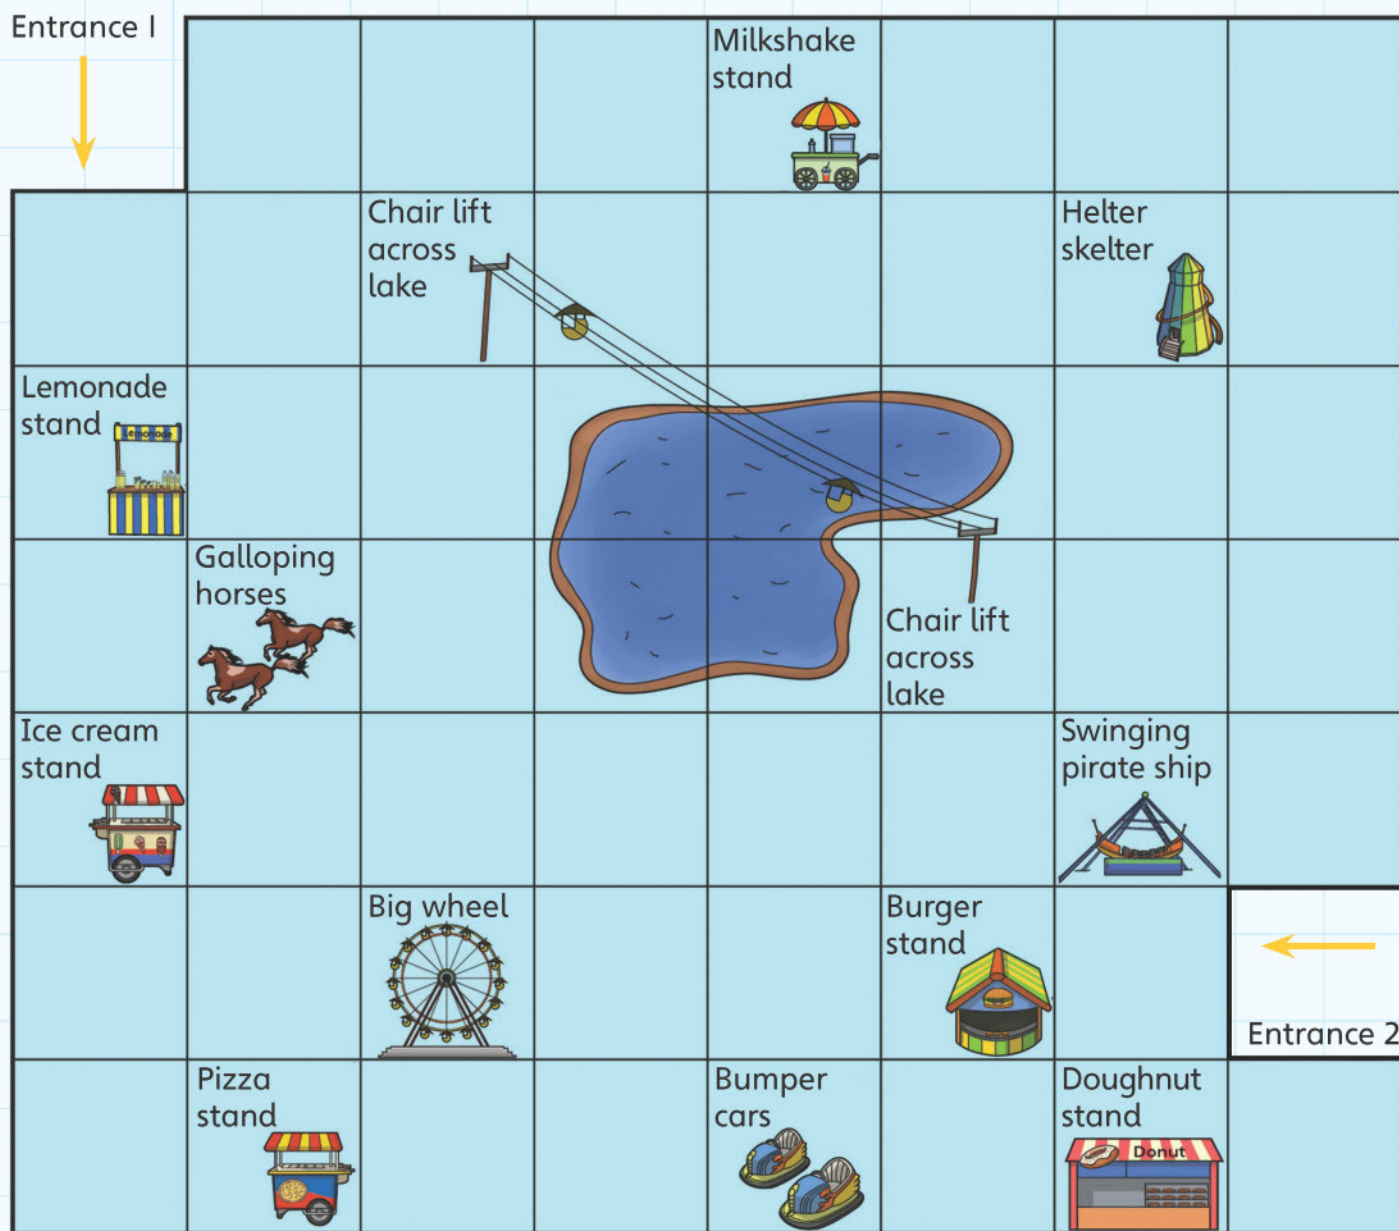 Entrance 1
Milkshake
stand
Chair lift
across
lake
Helter
skelter
Lemonade
stand
Lemonade
Galloping
horses
Chair lift
across
lake
Ice cream
stand
Swinging
pirate ship
Big wheel
Burger
stand
Entrance 2
Pizza
stand
Bumper
cars
Doughnut
stand
Donut